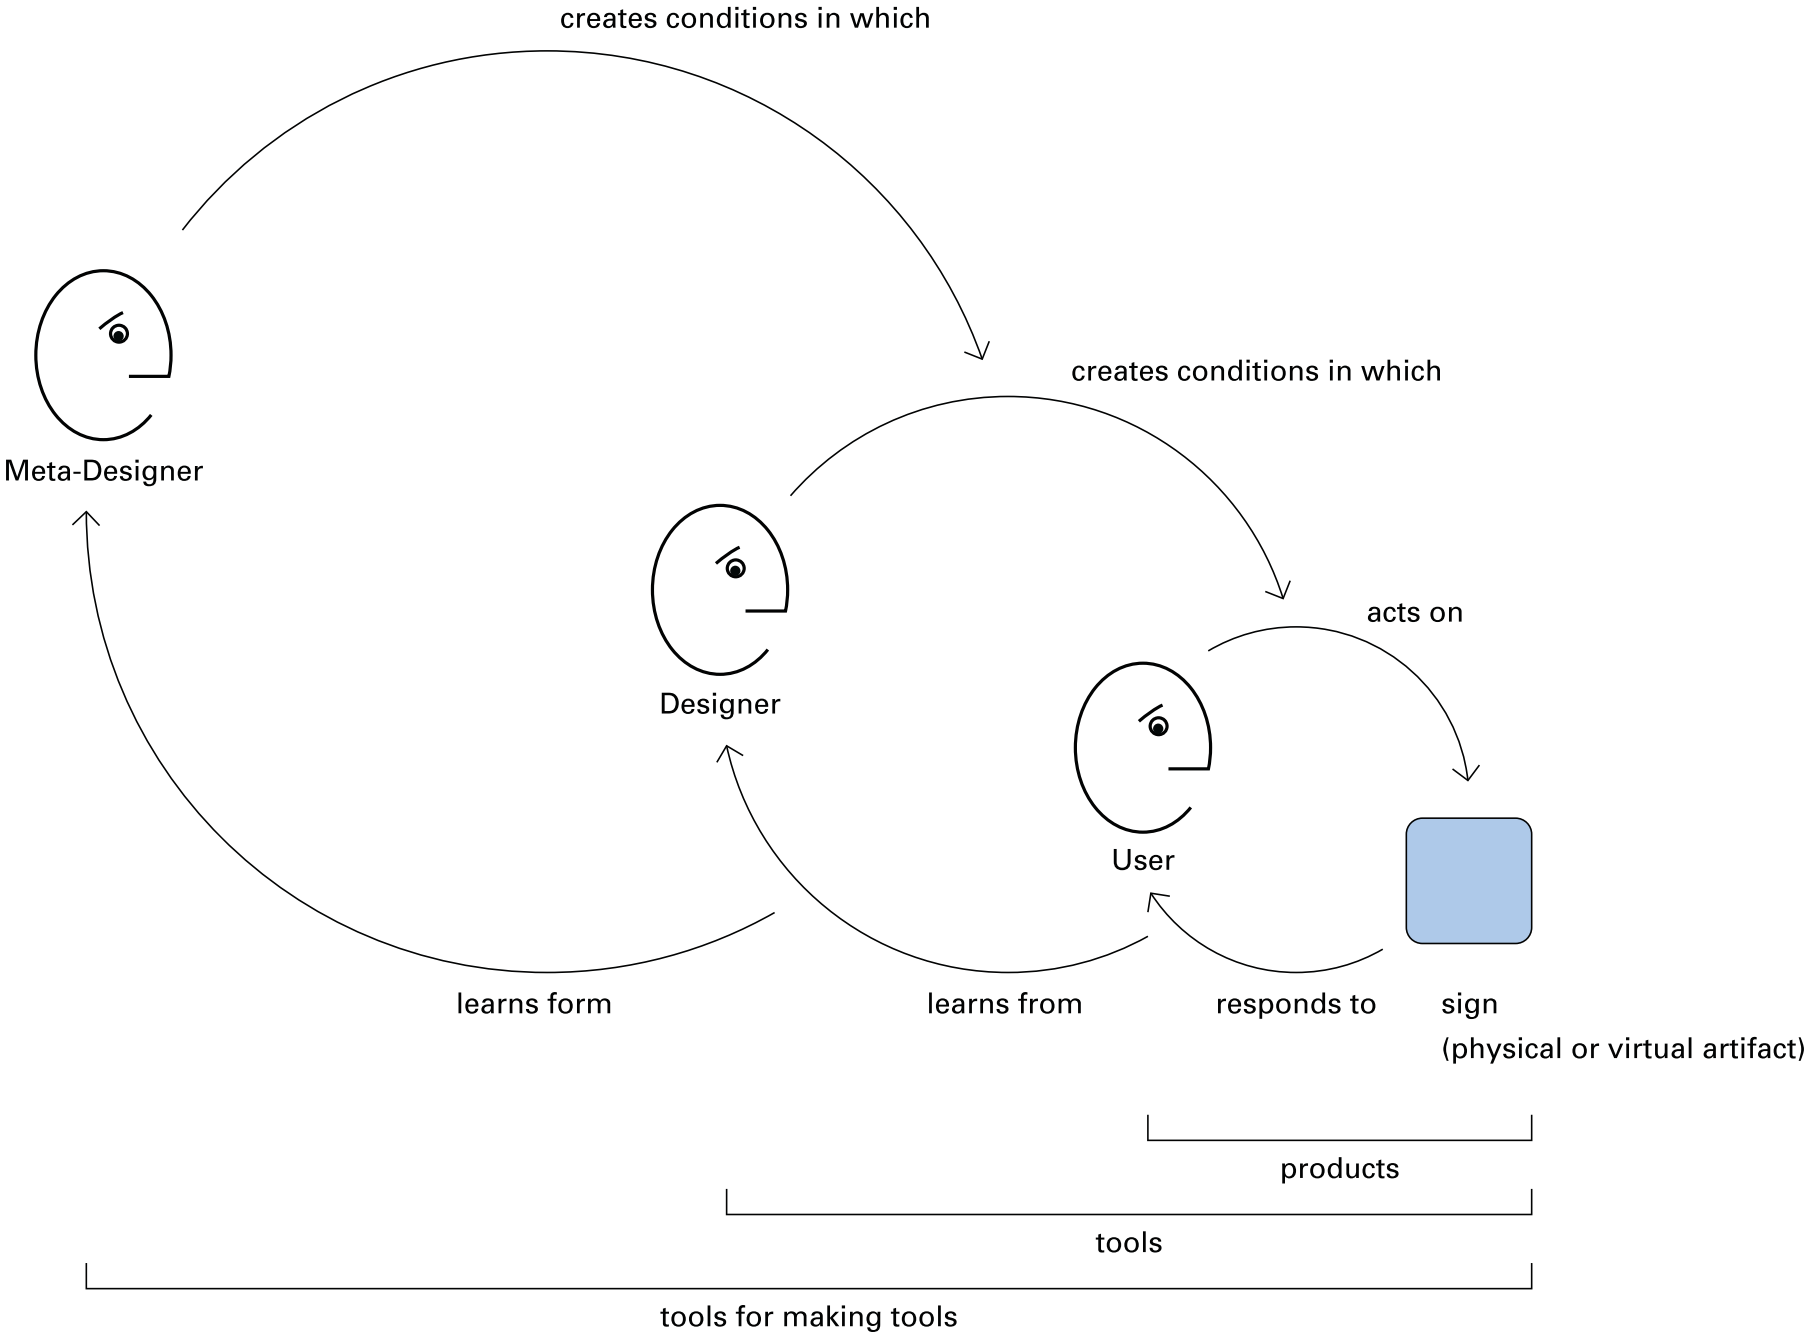 creates conditions in which
creates conditions in which
Meta-Designer
acts on
Designer
User
learns form
learns from
responds to
sign
(physical or virtual artifact)
products
tools
tools for making tools